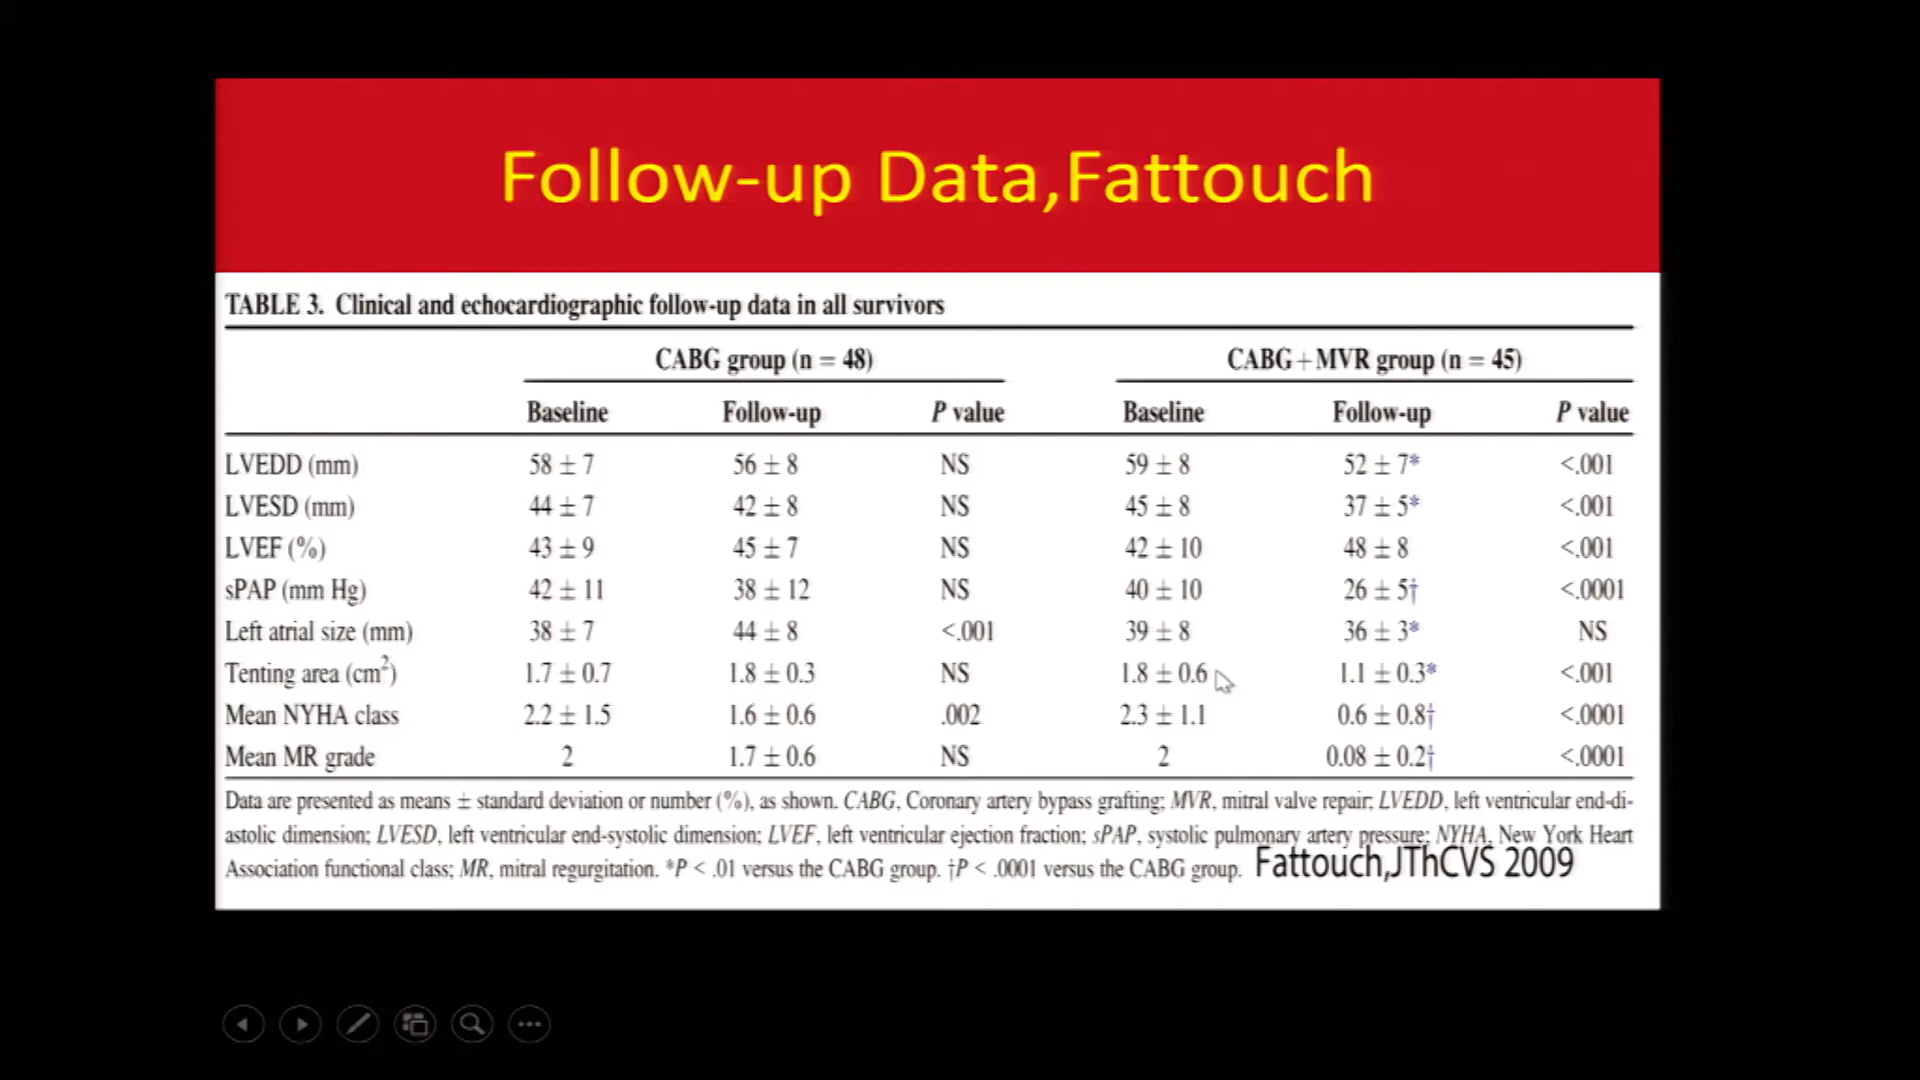 Follow-up Data,Fattouch
TABLE 3. Clinical and echocardiographic follow-up data in all survivors
CABG group (n = 48) CABG+MVR group (n = 45)
Baseline Follow-up P value Baseline Follow-up P value
LVEDD (mm) 58 ± 7 56 ± 8 NS 59 ± 8 52 ± 7* <.001
LVESD (mm) 44 ± 7 42 ± 8 NS 45 ± 8 37 ± 5* <.001
LVEF (%) 43 ± 9 45 ± 7 NS 42 ± 10 48 ± 8 <.001
sPAP (mm Hg) 42 ± 11 38 ± 12 NS 40 ± 10 26 ± 5† <.0001
Left atrial size (mm) 38 ± 7 44 ± 8 <.001 39 ± 8 36 ± 3* NS
Tenting area (cm²) 1.7 ± 0.7 1.8 ± 0.3 NS 1.8 ± 0.6 1.1 ± 0.3* <.001
Mean NYHA class 2.2 ± 1.5 1.6 ± 0.6 .002 2.3 ± 1.1 0.6 ± 0.8† <.0001
Mean MR grade 2 1.7 ± 0.6 NS 2 0.08 ± 0.2† <.0001
Data are presented as means ± standard deviation or number (%), as shown. CABG, Coronary artery bypass grafting; MVR, mitral valve repair; LVEDD, left ventricular end-di-
astolic dimension; LVESD, left ventricular end-systolic dimension; LVEF, left ventricular ejection fraction; sPAP, systolic pulmonary artery pressure; NYHA, New York Heart
Association functional class; MR, mitral regurgitation. *P < .01 versus the CABG group. †P < .0001 versus the CABG group.
Fattouch,JThCVS 2009